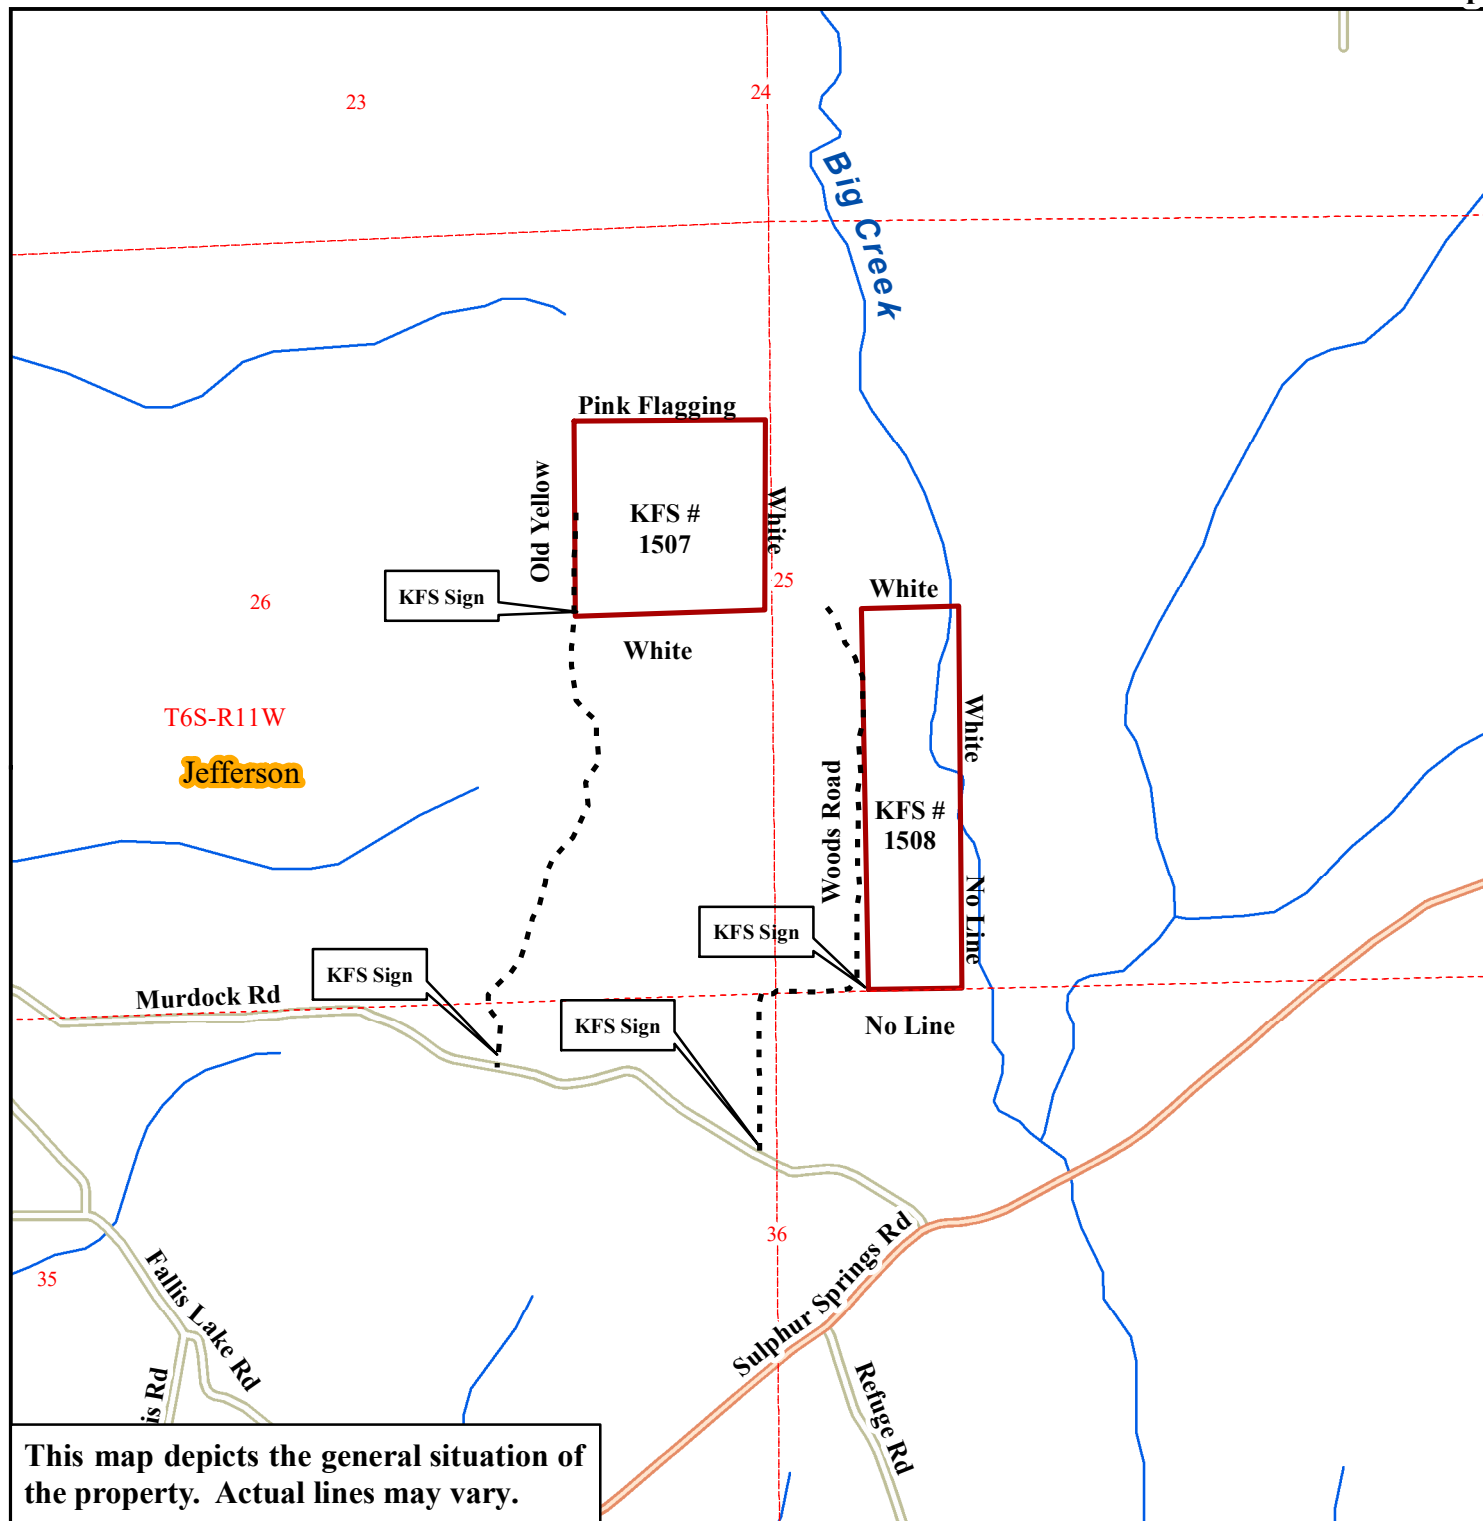 23
24
Big Creek
Pink Flagging
Old Yellow
KFS #
1507
White
KFS Sign
25
White
26
White
T6S-R11W
White
Jefferson
Woods Road
KFS #
1508
No Line
KFS Sign
KFS Sign
Murdock Rd
KFS Sign
No Line
36
35
Fallis Lake Rd
Sulphur Springs Rd
is Rd
Refuge Rd
This map depicts the general situation of
the property. Actual lines may vary.